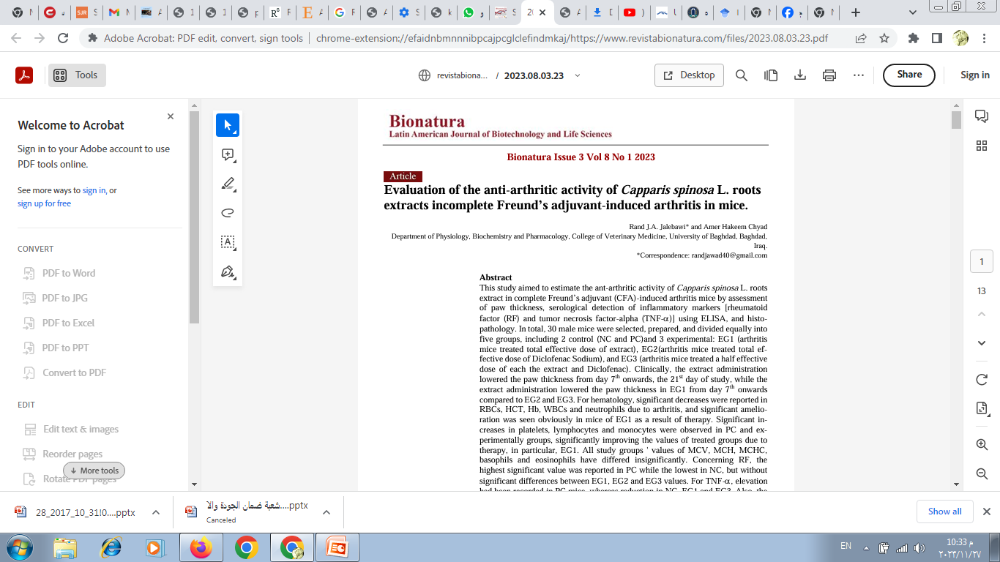 Adobe Acrobat: PDF edit, convert, sign tools | chrome-extension://efaidnbmnnnibpcajpcglclefindmkaj/https://www.revistabionatura.com/files/2023.08.03.23.pdf
Tools
revistabiona... / 2023.08.03.23
Desktop
Share
Sign in
Welcome to Acrobat
Sign in to your Adobe account to use
PDF tools online.
See more ways to sign in, or
sign up for free
CONVERT
PDF to Word
PDF to JPG
PDF to Excel
PDF to PPT
Convert to PDF
EDIT
Edit text & images
Reorder pages
Rotate PDF pages
More tools
Bionatura
Latin American Journal of Biotechnology and Life Sciences
Bionatura Issue 3 Vol 8 No 1 2023
Article
Evaluation of the anti-arthritic activity of Capparis spinosa L. roots
extracts incomplete Freund's adjuvant-induced arthritis in mice.
Rand J.A. Jalebawi* and Amer Hakeem Chyad
Department of Physiology, Biochemistry and Pharmacology, College of Veterinary Medicine, University of Baghdad, Baghdad,
Iraq.
*Correspondence: randjawad40@gmail.com
Abstract
This study aimed to estimate the ant-arthritic activity of Capparis spinosa L. roots
extract in complete Freund's adjuvant (CFA)-induced arthritis mice by assessment
of paw thickness, serological detection of inflammatory markers [rheumatoid
factor (RF) and tumor necrosis factor-alpha (TNF-α)] using ELISA, and histo-
pathology. In total, 30 male mice were selected, prepared, and divided equally into
five groups, including 2 control (NC and PC)and 3 experimental: EG1 (arthritis
mice treated total effective dose of extract), EG2(arthritis mice treated total ef-
fective dose of Diclofenac Sodium), and EG3 (arthritis mice treated a half effective
dose of each the extract and Diclofenac). Clinically, the extract administration
lowered the paw thickness from day 7th onwards, the 21st day of study, while the
extract administration lowered the paw thickness in EG1 from day 7th onwards
compared to EG2 and EG3. For hematology, significant decreases were reported in
RBCs, HCT, Hb, WBCs and neutrophils due to arthritis, and significant amelio-
ration was seen obviously in mice of EG1 as a result of therapy. Significant in-
creases in platelets, lymphocytes and monocytes were observed in PC and ex-
perimentally groups, significantly improving the values of treated groups due to
therapy, in particular, EG1. All study groups ' values of MCV, MCH, MCHC,
basophils and eosinophils have differed insignificantly. Concerning RF, the
highest significant value was reported in PC while the lowest in NC, but without
significant differences between EG1, EG2 and EG3 values. For TNF-α, elevation
had been recorded in PC mice, whereas reduction in NC, EG1 and EG3. Also, the
1
13
28_2017_10_31!0....pptx
شعبة ضمان الجودة والا....pptx
Canceled
Show all
EN
10:33 م
٢٠٢٣/١١/٢٧